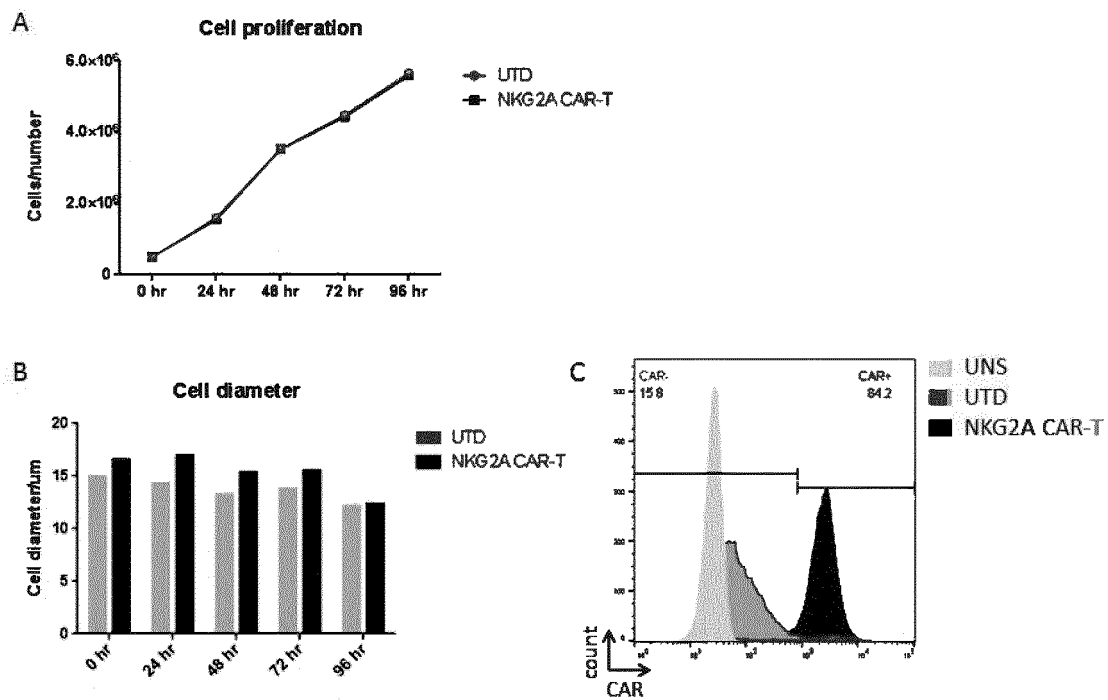 A
Cell proliferation
6.0×10⁶
4.0×10⁶
2.0×10⁶
0
Cells/number
0 hr
24 hr
48 hr
72 hr
96 hr
UTD
NKG2A CAR-T
B
Cell diameter
20
15
10
5
0
Cell diameter/um
0 hr
24 hr
48 hr
72 hr
96 hr
UTD
NKG2A CAR-T
C
CAR-
15.8
CAR+
84.2
count
CAR
UNS
UTD
NKG2A CAR-T